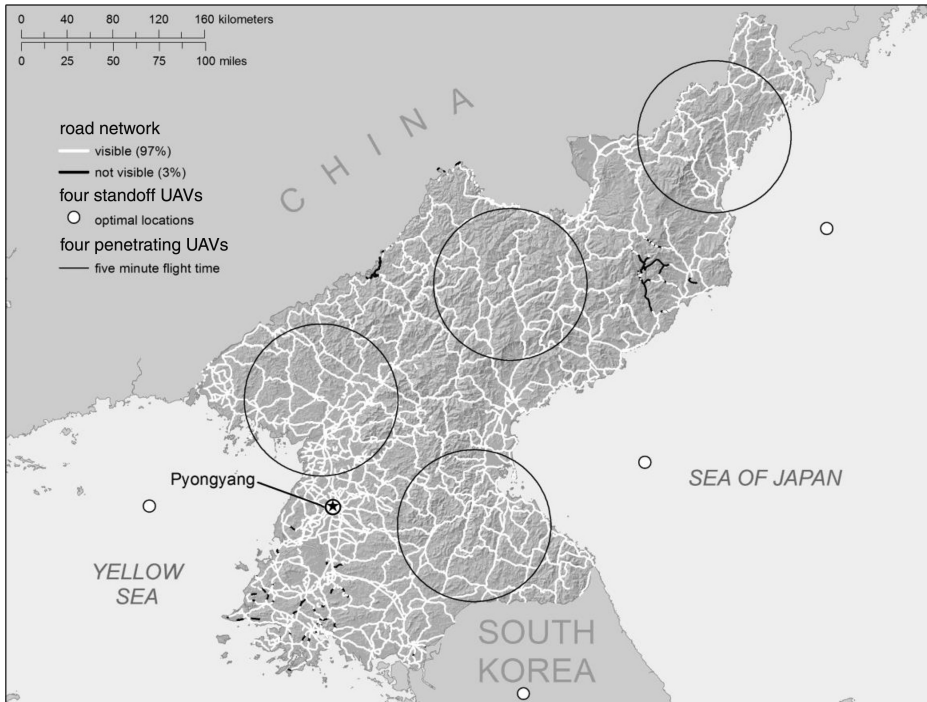 0 40 80 120 160 kilometers
0 25 50 75 100 miles
road network
visible (97%)
not visible (3%)
four standoff UAVs
optimal locations
four penetrating UAVs
five minute flight time
CHINA
Pyongyang
SEA OF JAPAN
YELLOW
SEA
SOUTH
KOREA